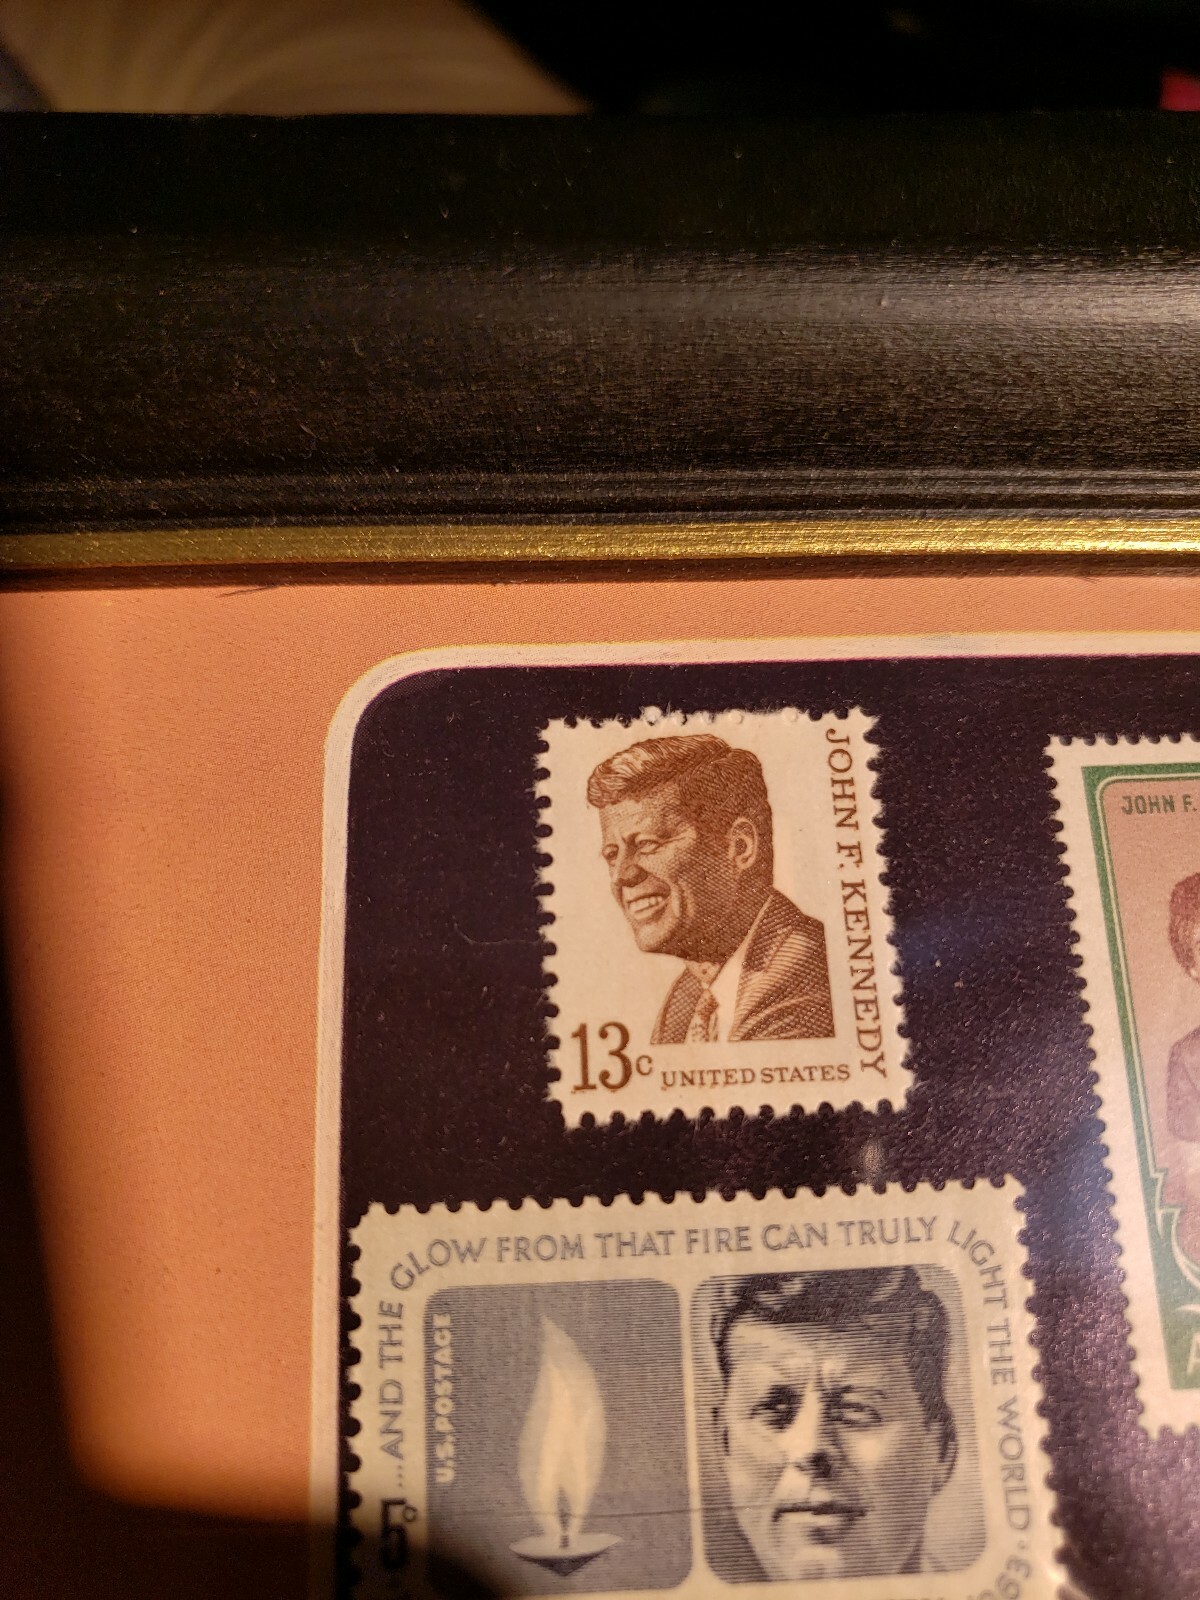 JOHN F. KENNEDY
13c
UNITED STATES
JOHN F.
...AND THE GLOW FROM THAT FIRE CAN TRULY LIGHT THE WORLD
U.S. POSTAGE
5c